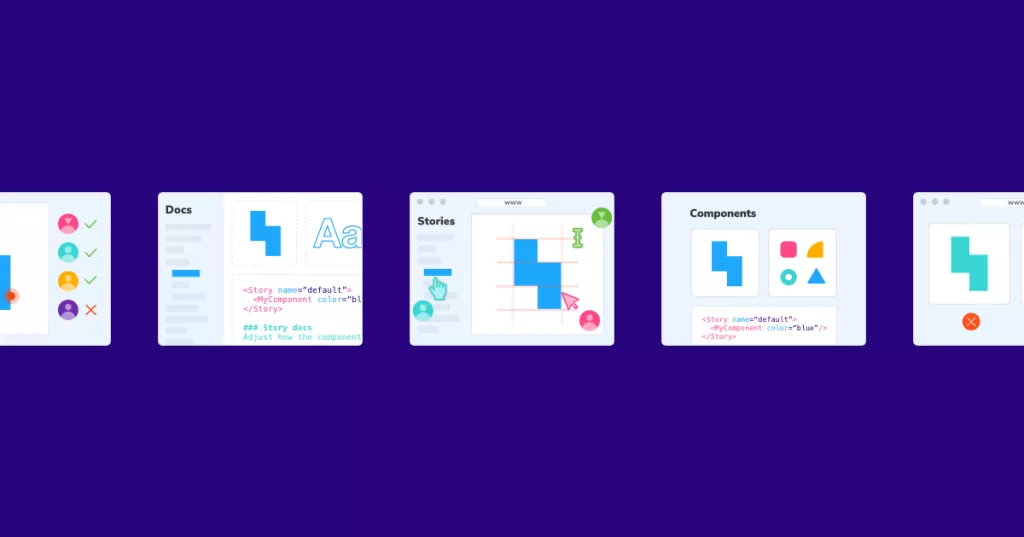 Docs
Aa
<Story name="default">
<MyComponent color="bl
</Story>
### Story docs
Adjust how the component
www
Stories
Components
<Story name="default">
<MyComponent color="blue"/>
</Story>
www